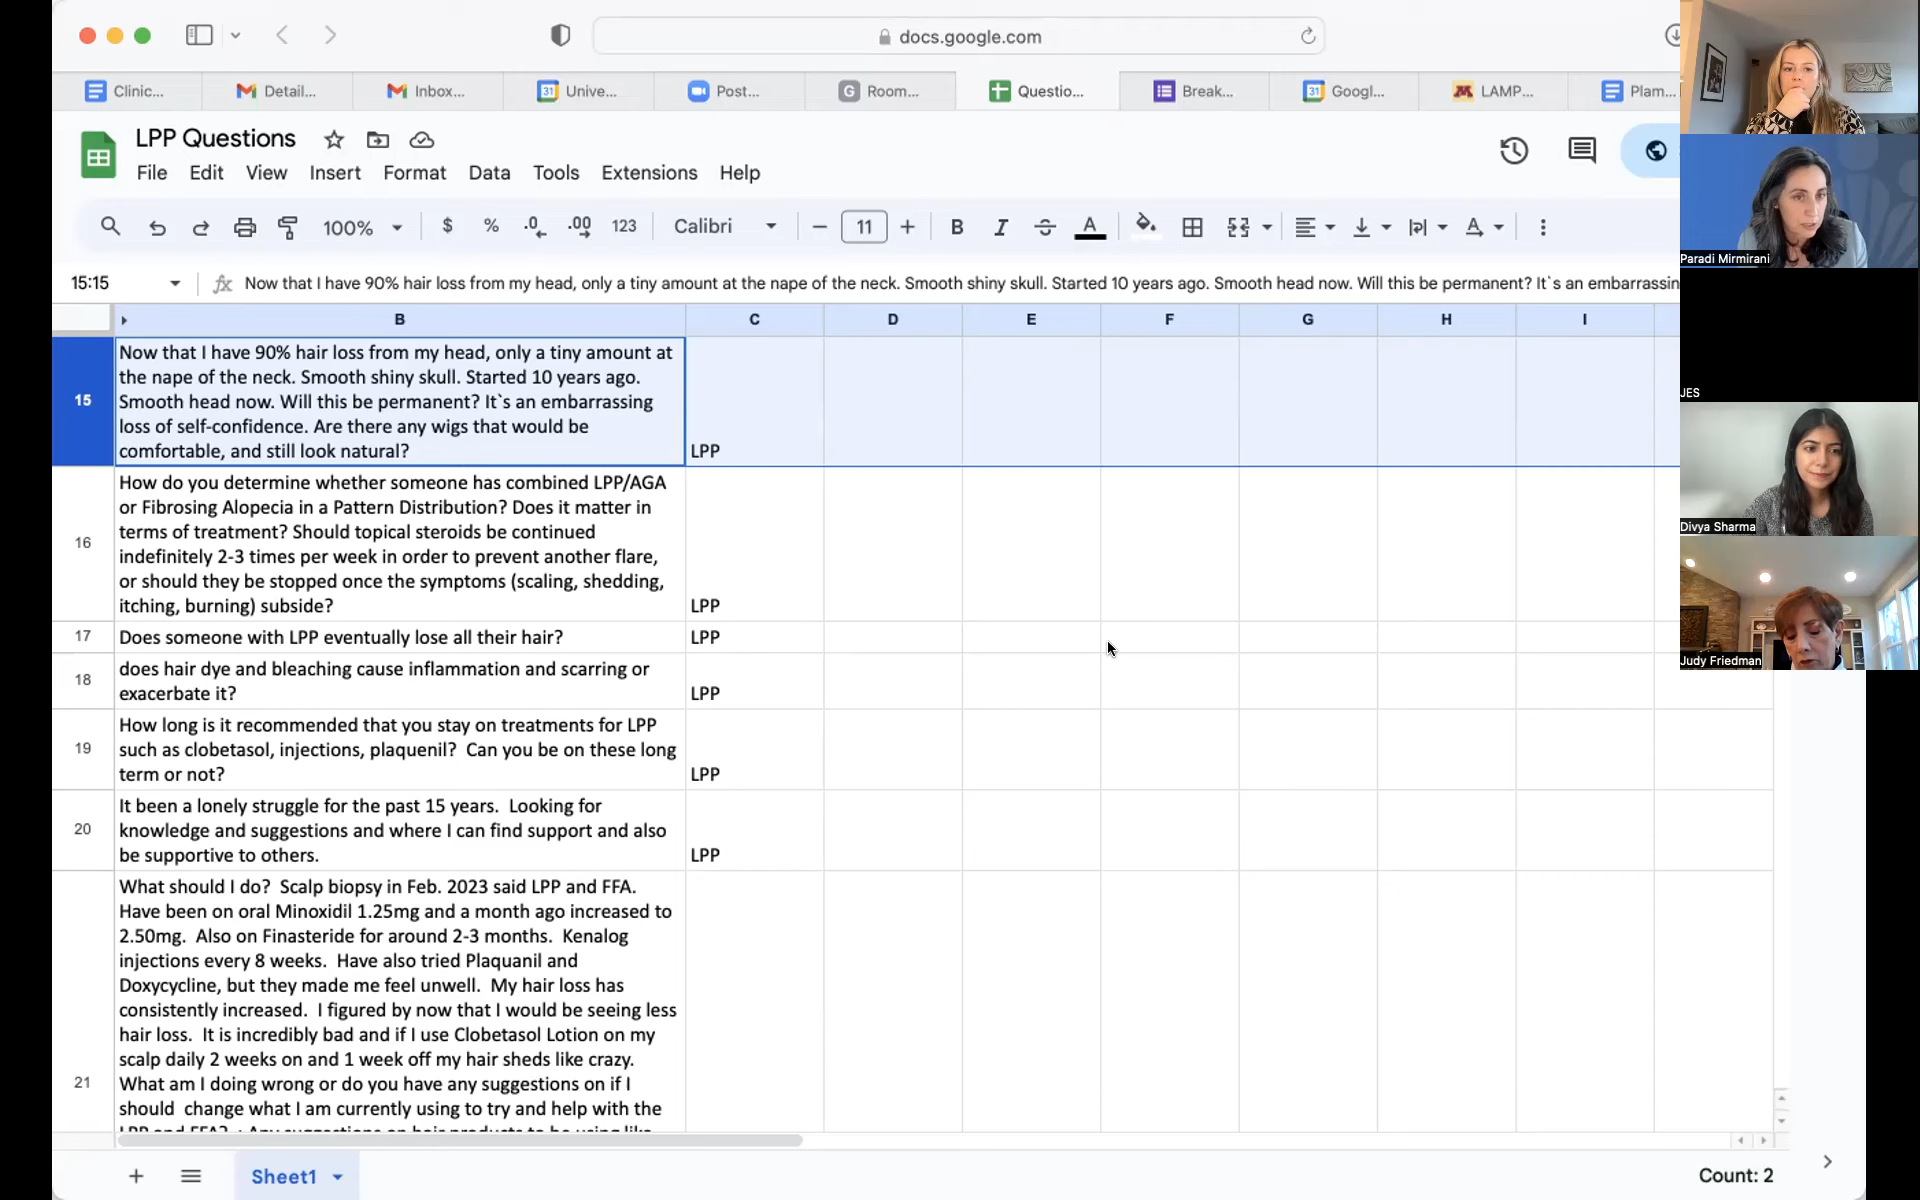 docs.google.com
Clinic...
Detail...
Inbox...
Unive...
Post...
Room...
Questio...
Break...
Googl...
LAMP...
Plam...
LPP Questions
File Edit View Insert Format Data Tools Extensions Help
100% $ % .0 .00 123 Calibri 11 B I S A
15:15 fx Now that I have 90% hair loss from my head, only a tiny amount at the nape of the neck. Smooth shiny skull. Started 10 years ago. Smooth head now. Will this be permanent? It`s an embarrassin
B C D E F G H I
15
Now that I have 90% hair loss from my head, only a tiny amount at
the nape of the neck. Smooth shiny skull. Started 10 years ago.
Smooth head now. Will this be permanent? It`s an embarrassing
loss of self-confidence. Are there any wigs that would be
comfortable, and still look natural?
LPP
16
How do you determine whether someone has combined LPP/AGA
or Fibrosing Alopecia in a Pattern Distribution? Does it matter in
terms of treatment? Should topical steroids be continued
indefinitely 2-3 times per week in order to prevent another flare,
or should they be stopped once the symptoms (scaling, shedding,
itching, burning) subside?
LPP
17 Does someone with LPP eventually lose all their hair? LPP
18
does hair dye and bleaching cause inflammation and scarring or
exacerbate it?
LPP
19
How long is it recommended that you stay on treatments for LPP
such as clobetasol, injections, plaquenil?  Can you be on these long
term or not?
LPP
20
It been a lonely struggle for the past 15 years.  Looking for
knowledge and suggestions and where I can find support and also
be supportive to others.
LPP
21
What should I do?  Scalp biopsy in Feb. 2023 said LPP and FFA.
Have been on oral Minoxidil 1.25mg and a month ago increased to
2.50mg.  Also on Finasteride for around 2-3 months.  Kenalog
injections every 8 weeks.  Have also tried Plaquanil and
Doxycycline, but they made me feel unwell.  My hair loss has
consistently increased.  I figured by now that I would be seeing less
hair loss.  It is incredibly bad and if I use Clobetasol Lotion on my
scalp daily 2 weeks on and 1 week off my hair sheds like crazy.
What am I doing wrong or do you have any suggestions on if I
should  change what I am currently using to try and help with the
LPP and FFA?
Sheet1
Count: 2
Paradi Mirmirani
JES
Divya Sharma
Judy Friedman